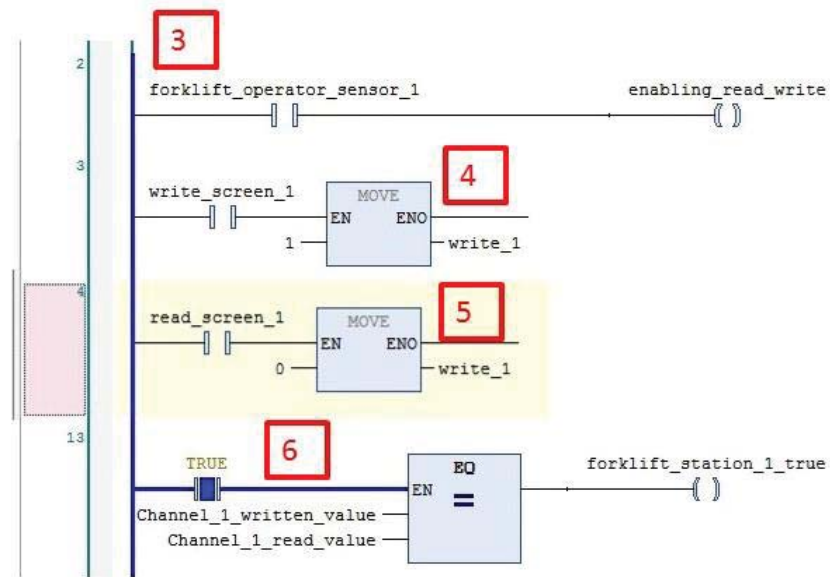 3
2
forklift_operator_sensor_1 enabling_read_write
3
write_screen_1 MOVE 4
EN ENO
1 write_1
4
read_screen_1 MOVE 5
EN ENO
0 write_1
13
TRUE 6 EQ forklift_station_1_true
EN =
Channel_1_written_value
Channel_1_read_value